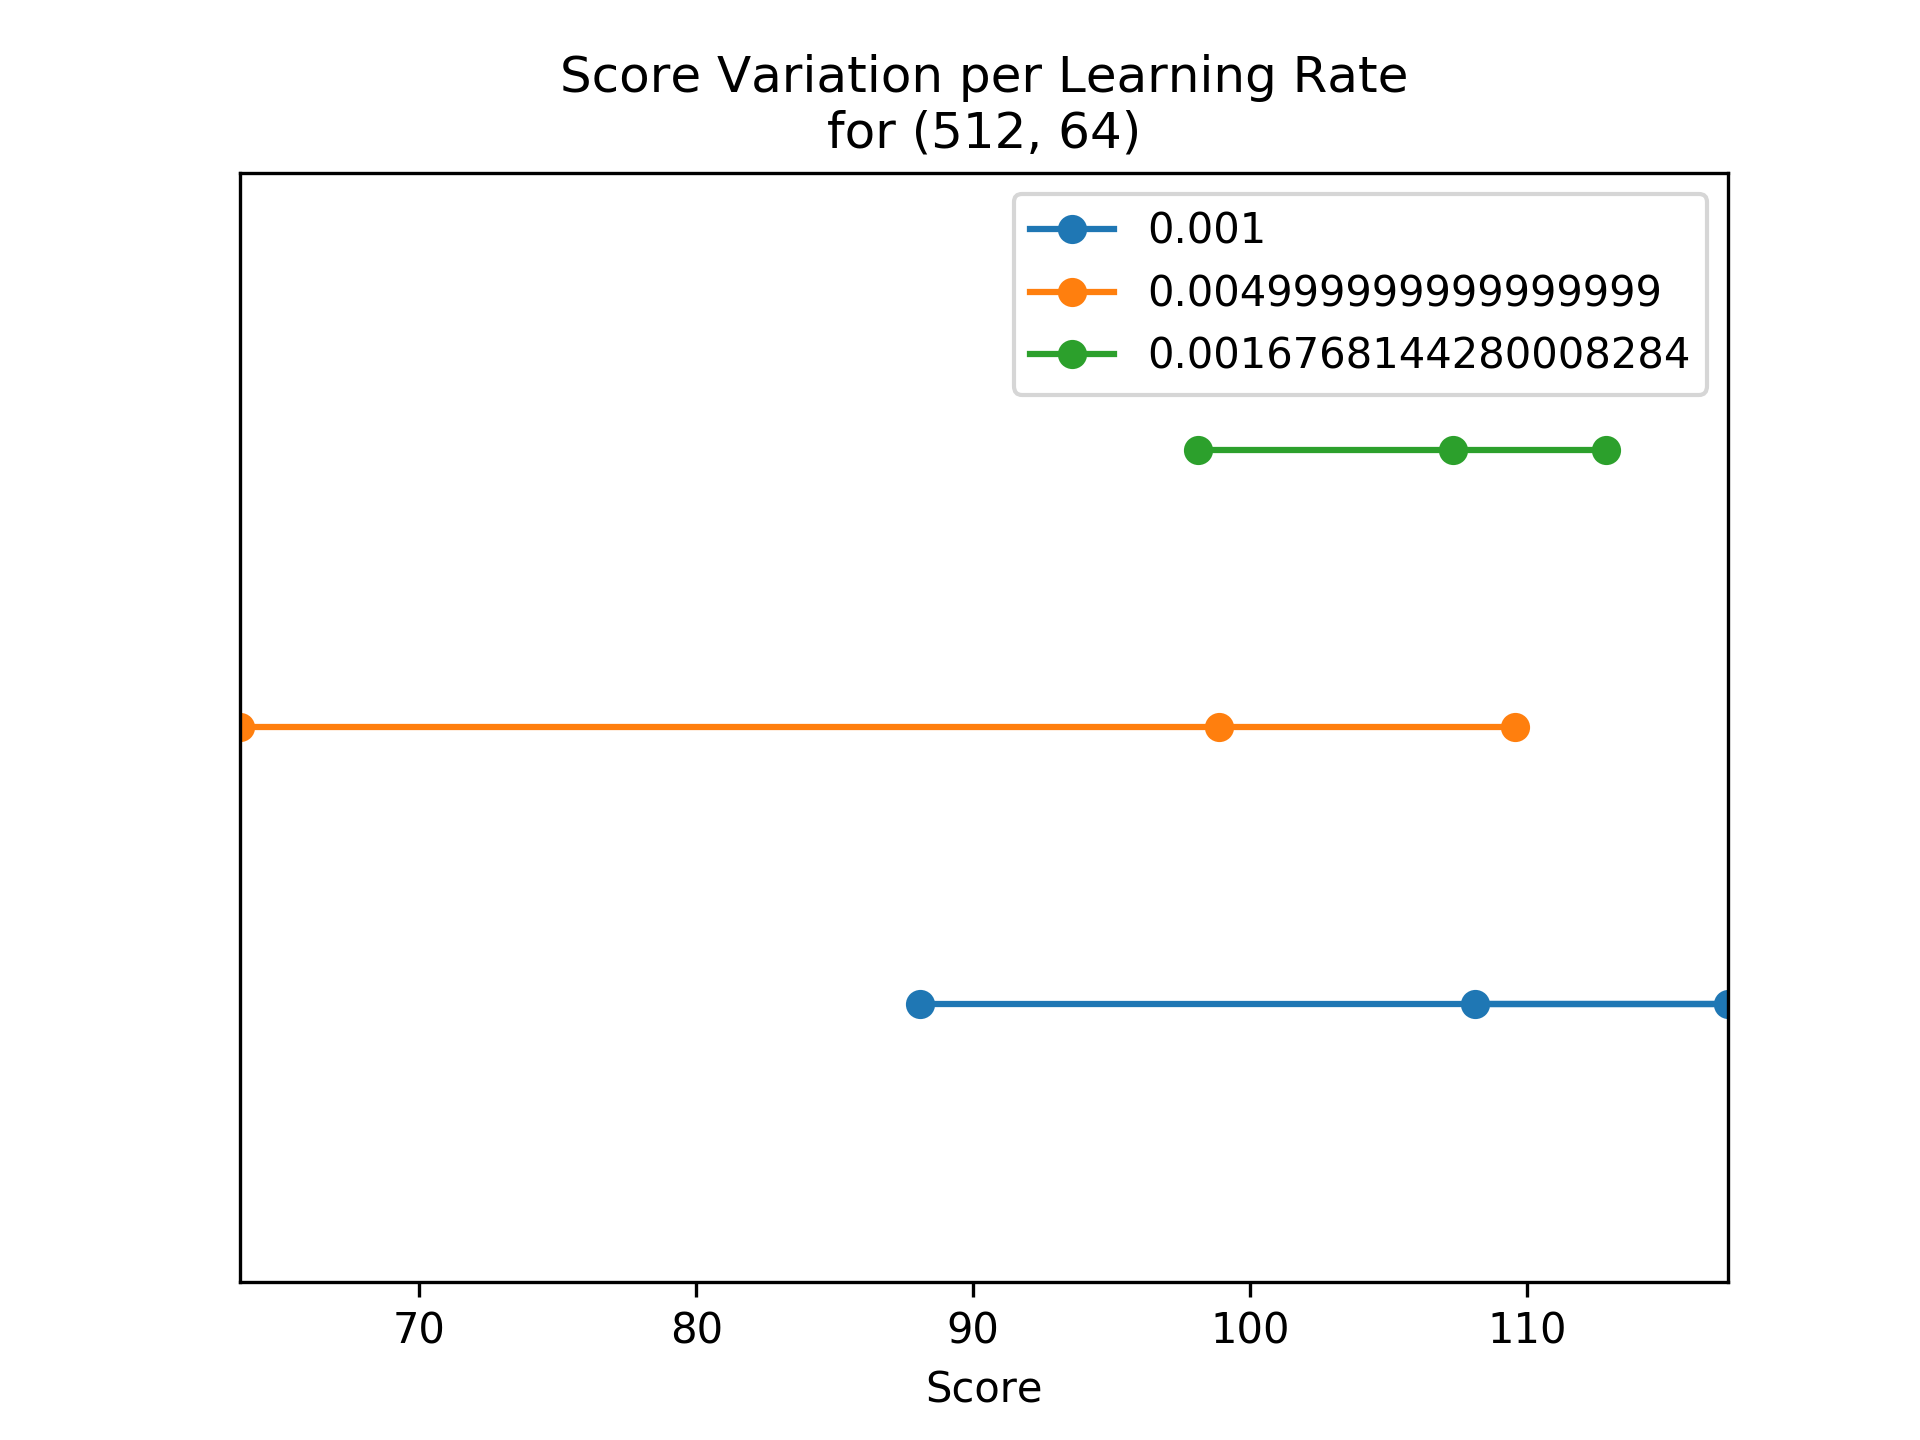 Score Variation per Learning Rate
for (512, 64)
0.001
0.004999999999999999
0.0016768144280008284
70 80 90 100 110
Score